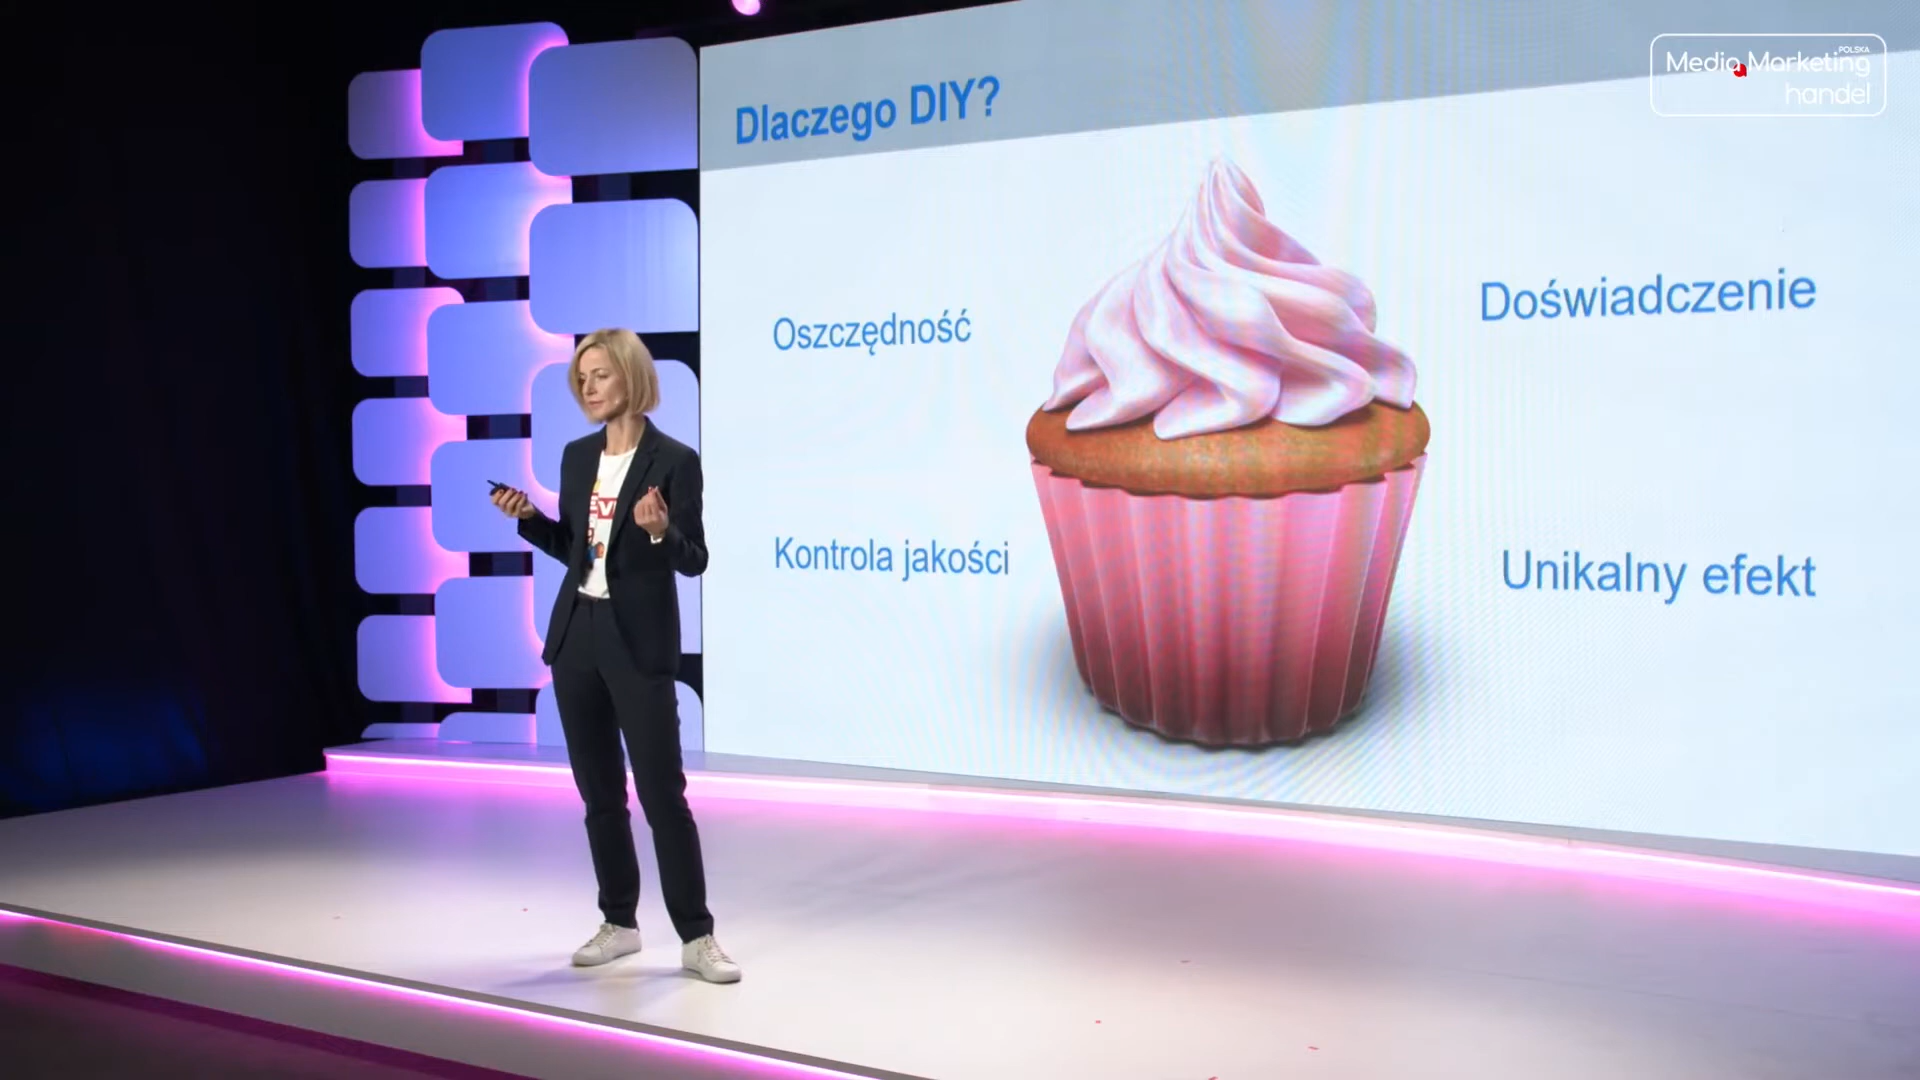 Dlaczego DIY?
Oszczędność
Doświadczenie
Kontrola jakości
Unikalny efekt
POLSKA
Media Marketing
handel